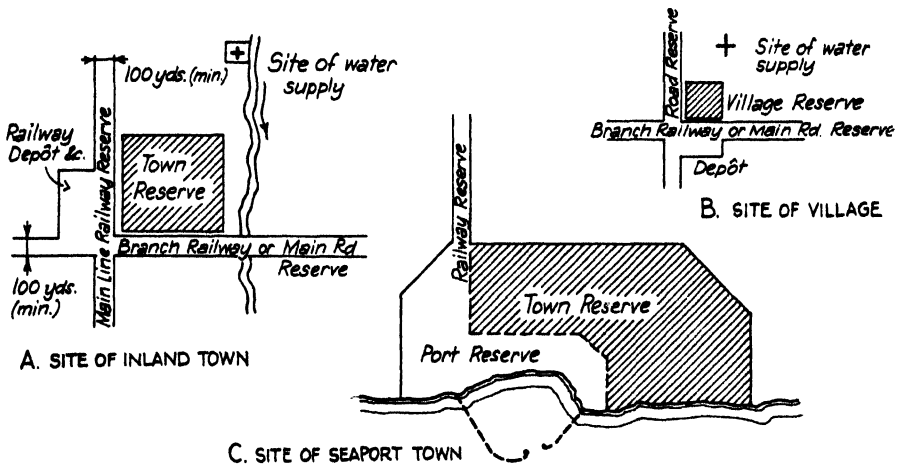 100 yds. (min.)
Site of water
supply
Railway
Depôt &c.
Main Line Railway Reserve
Town
Reserve
Branch Railway or Main Rd
Reserve
100 yds.
(min.)
A. SITE OF INLAND TOWN
Road Reserve
Site of water
supply
Village Reserve
Branch Railway or Main Rd. Reserve
Depôt
B. SITE OF VILLAGE
Railway Reserve
Town Reserve
Port Reserve
C. SITE OF SEAPORT TOWN